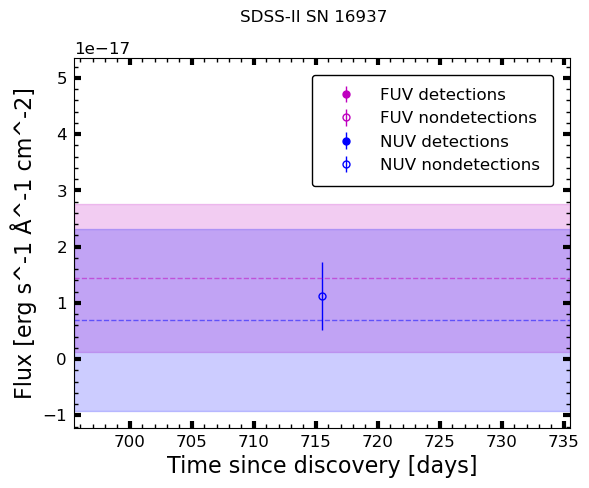 SDSS-II SN 16937
1e−17
FUV detections
FUV nondetections
NUV detections
NUV nondetections
5
4
3
2
1
0
−1
Flux [erg s^-1 Å^-1 cm^-2]
700 705 710 715 720 725 730 735
Time since discovery [days]